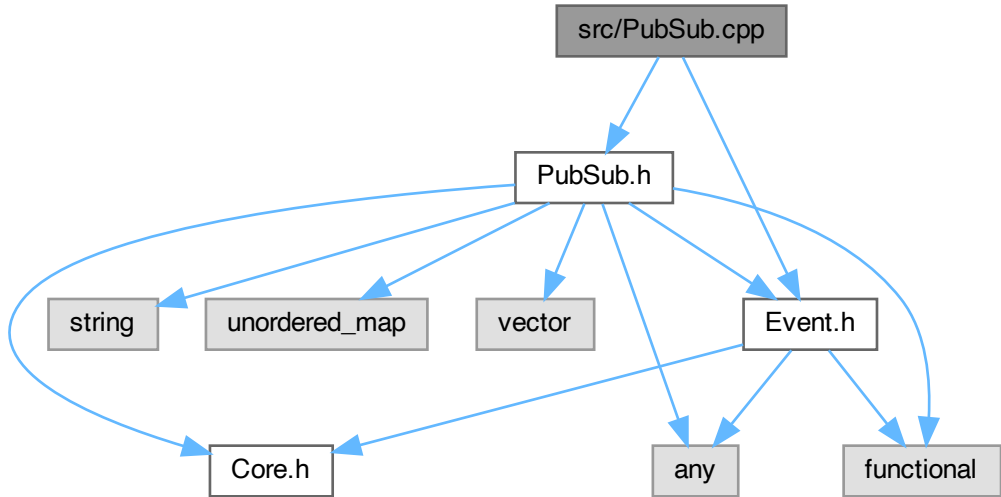 src/PubSub.cpp
PubSub.h
string
unordered_map
vector
Event.h
Core.h
any
functional